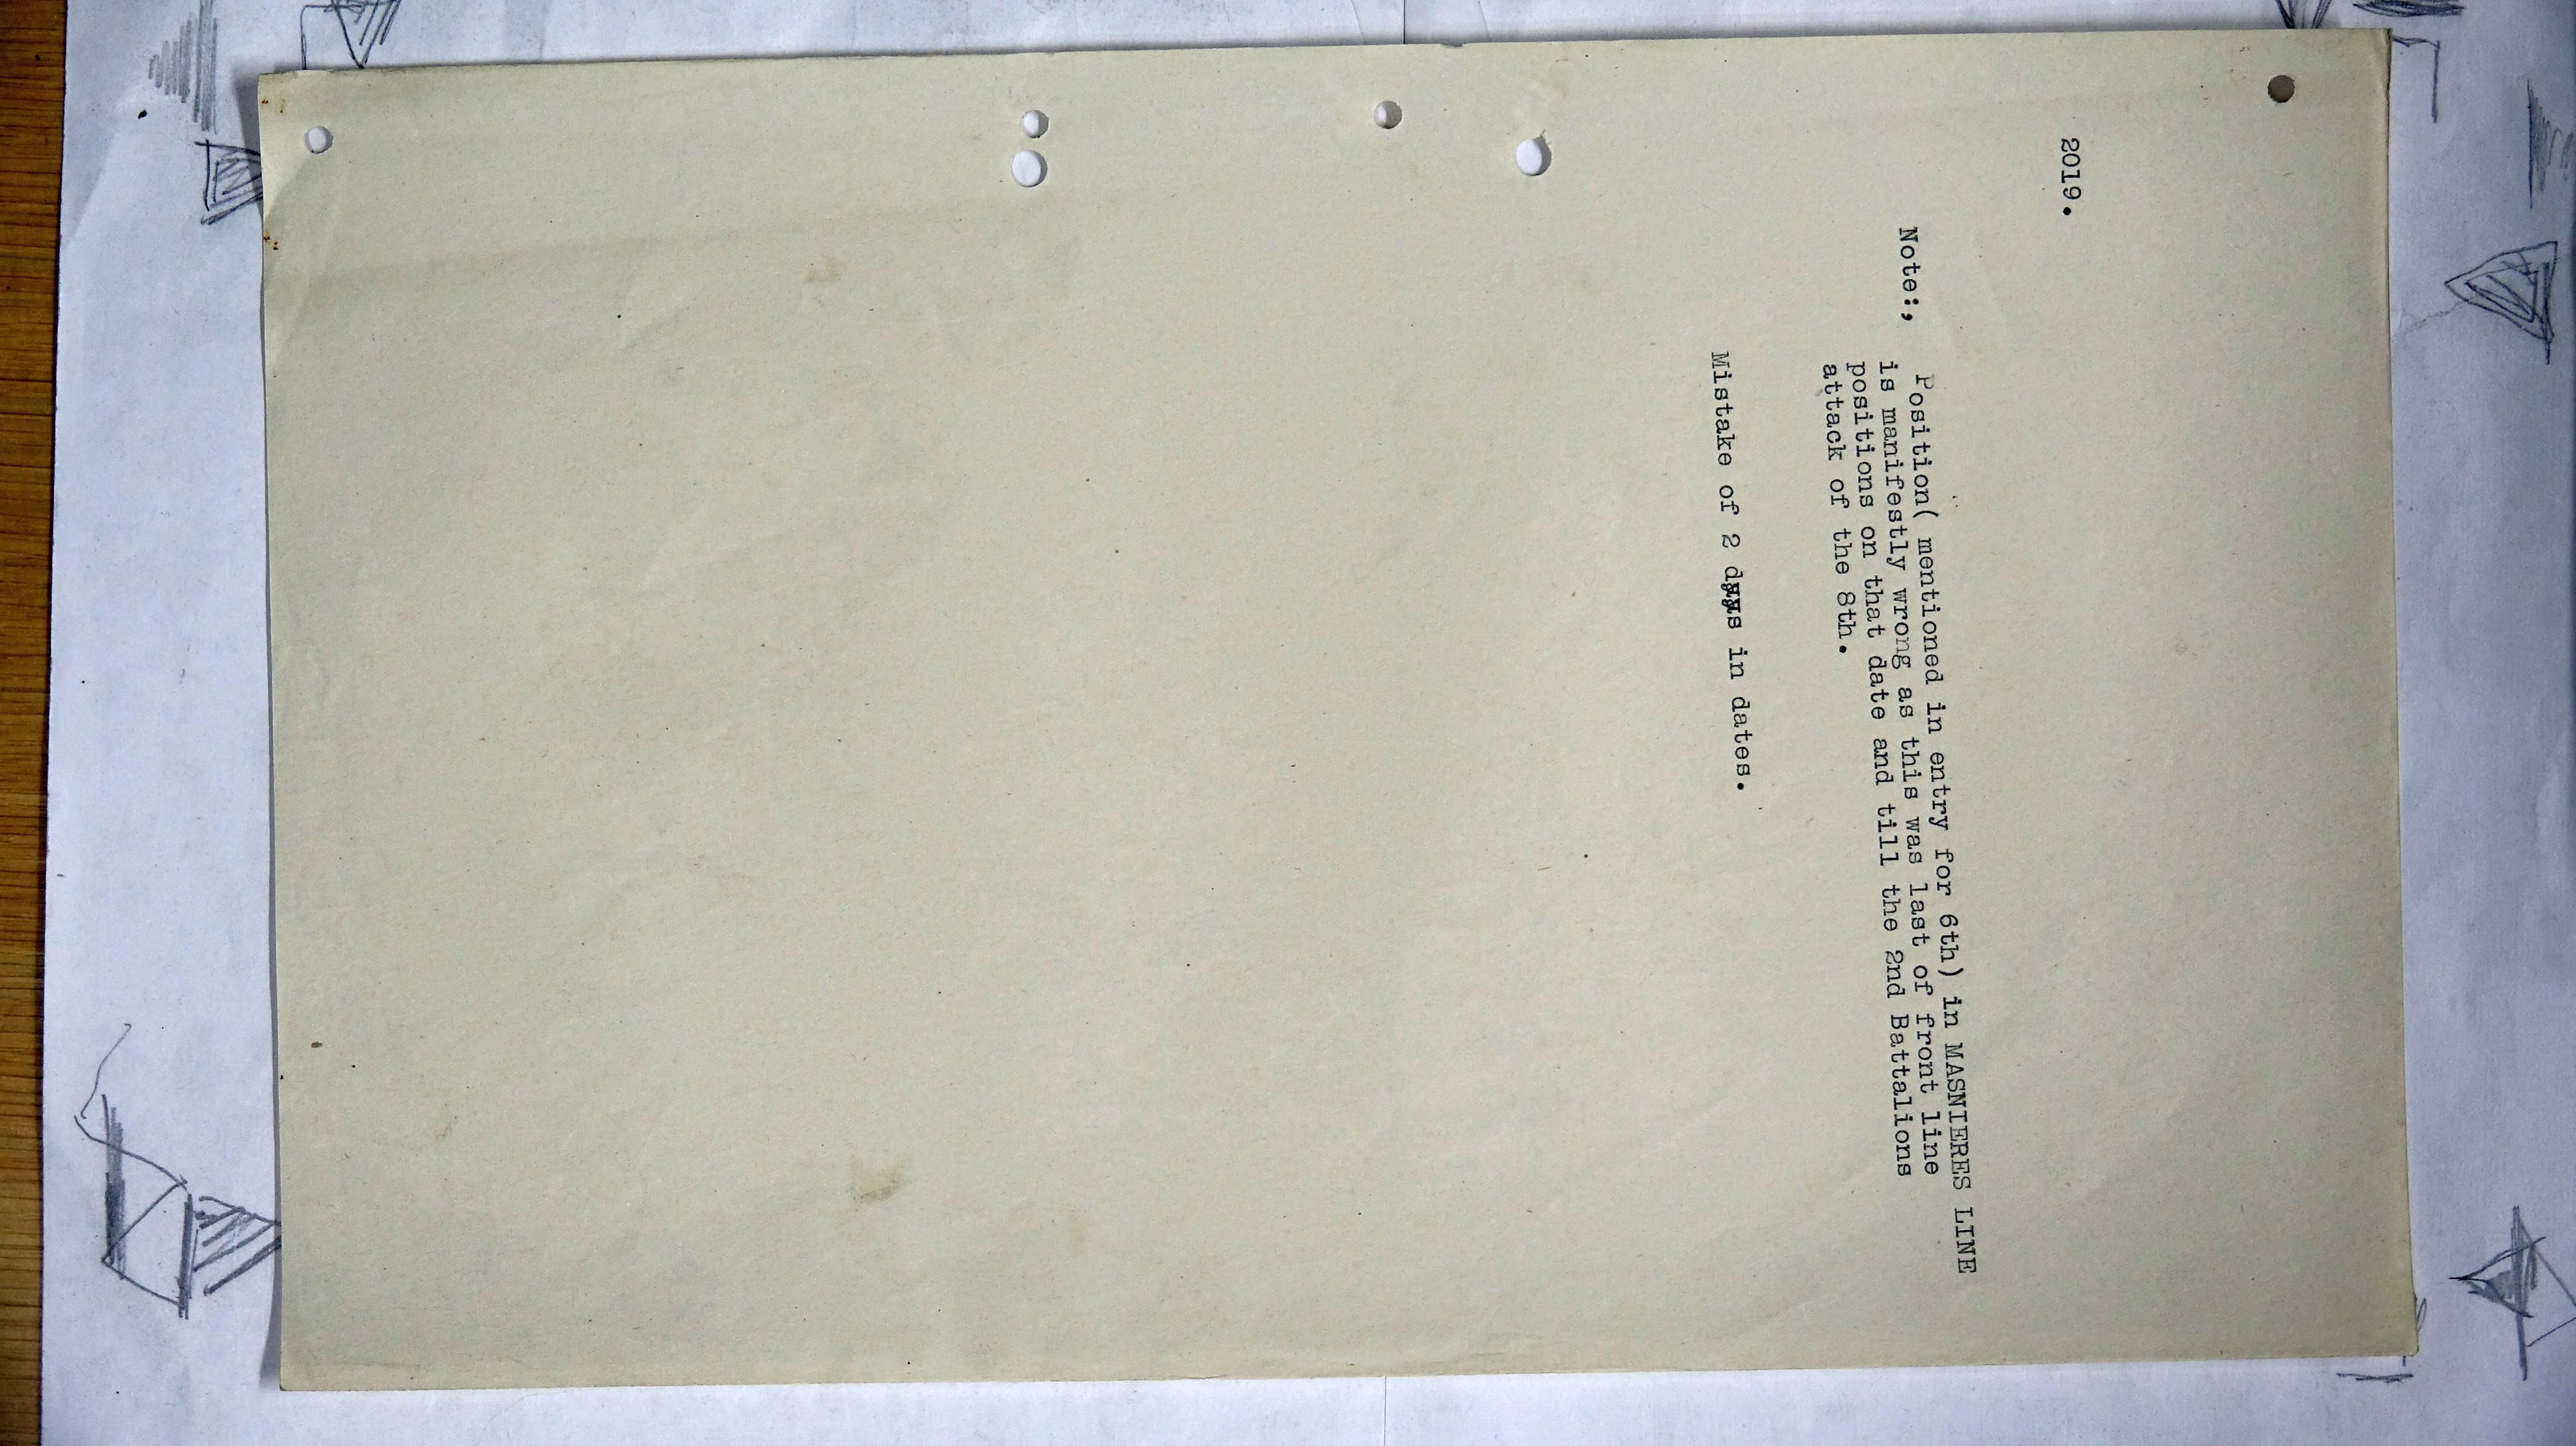 2019.
Note:, Position( mentioned in entry for 6th) in MASNIERES LINE
is manifestly wrong as this was last of front line
positions on that date and till the 2nd Battalions
attack of the 8th.
Mistake of 2 days in dates.